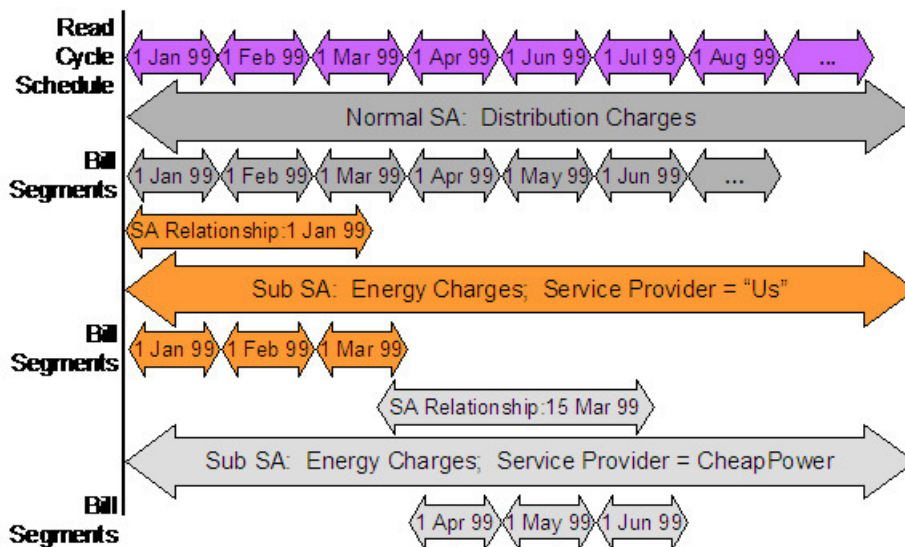 Read
Cycle
Schedule
1 Jan 99 1 Feb 99 1 Mar 99 1 Apr 99 1 Jun 99 1 Jul 99 1 Aug 99 ...
Normal SA: Distribution Charges
Bill
Segments
1 Jan 99 1 Feb 99 1 Mar 99 1 Apr 99 1 May 99 1 Jun 99 ...
SA Relationship:1 Jan 99
Sub SA: Energy Charges; Service Provider = “Us”
Bill
Segments
1 Jan 99 1 Feb 99 1 Mar 99
SA Relationship:15 Mar 99
Sub SA: Energy Charges; Service Provider = CheapPower
Bill
Segments
1 Apr 99 1 May 99 1 Jun 99